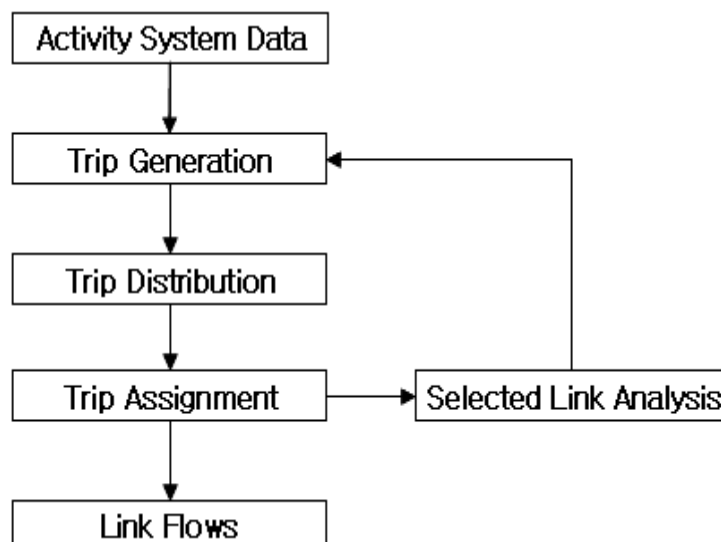 Activity System Data
Trip Generation
Trip Distribution
Trip Assignment
Selected Link Analysis
Link Flows